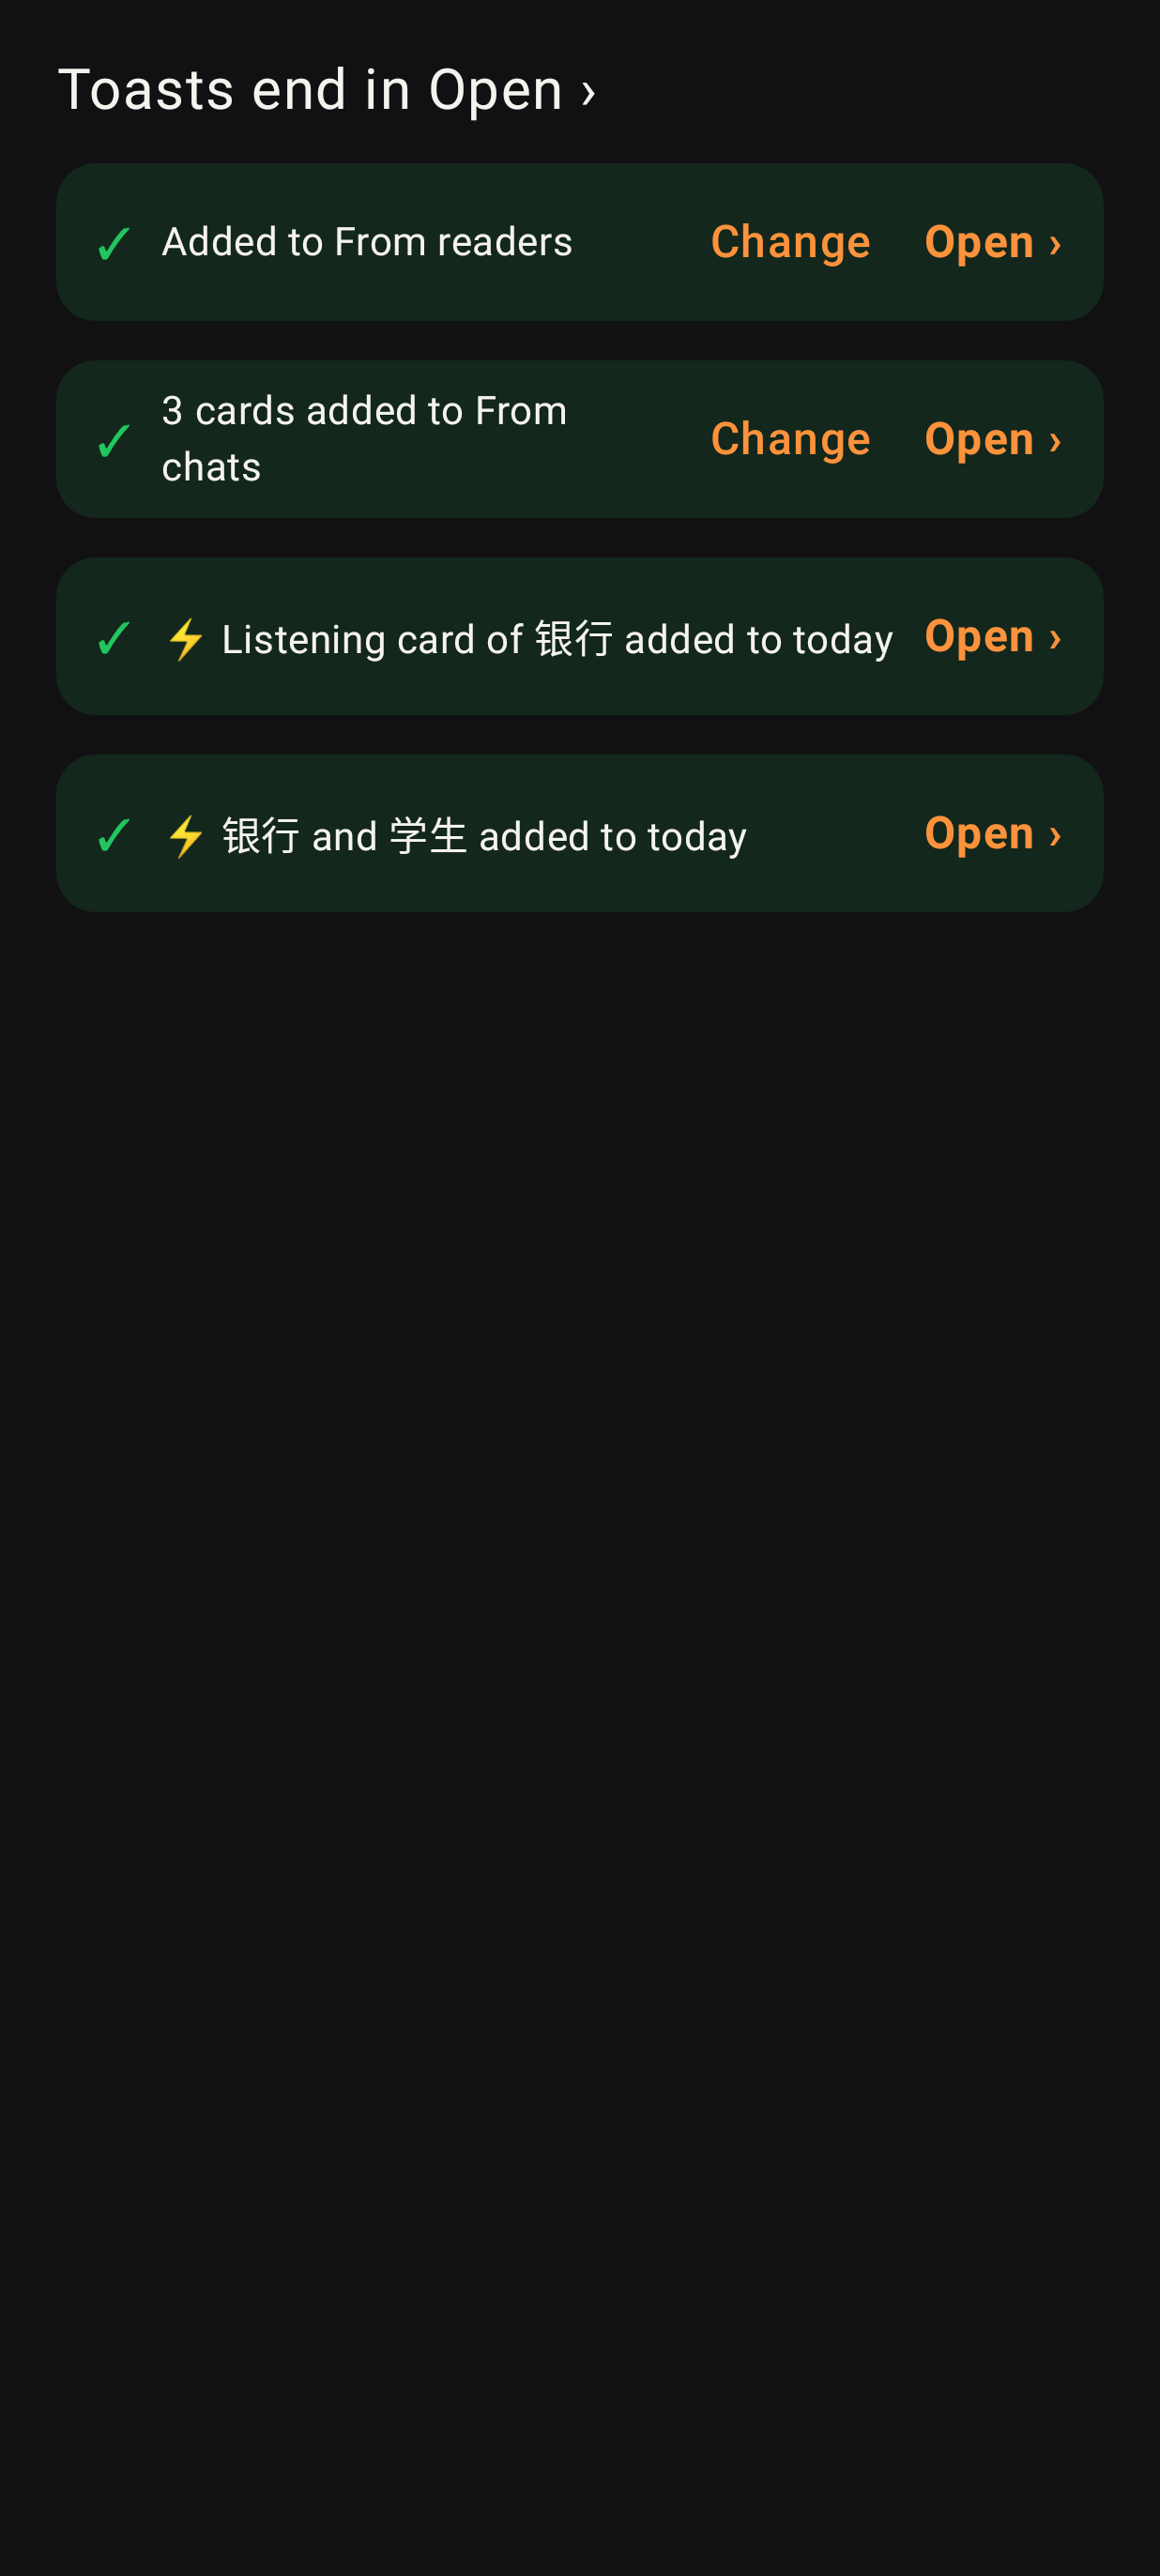 Toasts end in Open ›
✓ Added to From readers Change Open ›
✓ 3 cards added to From chats Change Open ›
✓ ⚡ Listening card of 银行 added to today Open ›
✓ ⚡ 银行 and 学生 added to today Open ›